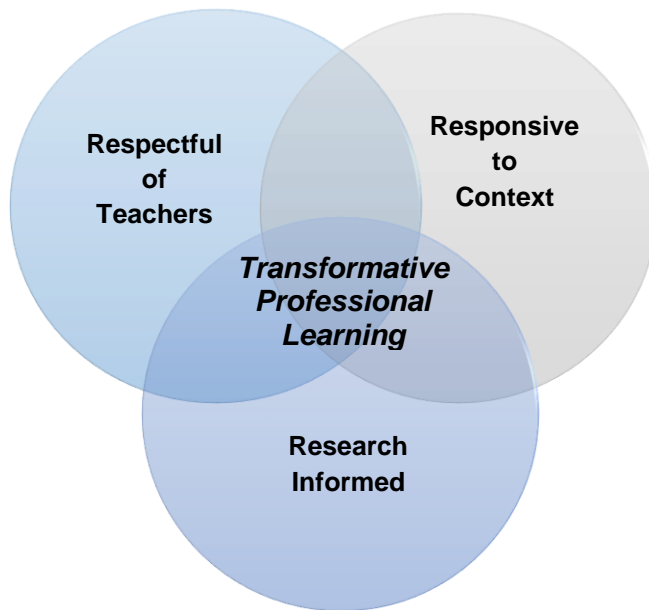 Respectful
of
Teachers
Responsive
to
Context
Transformative
Professional
Learning
Research
Informed